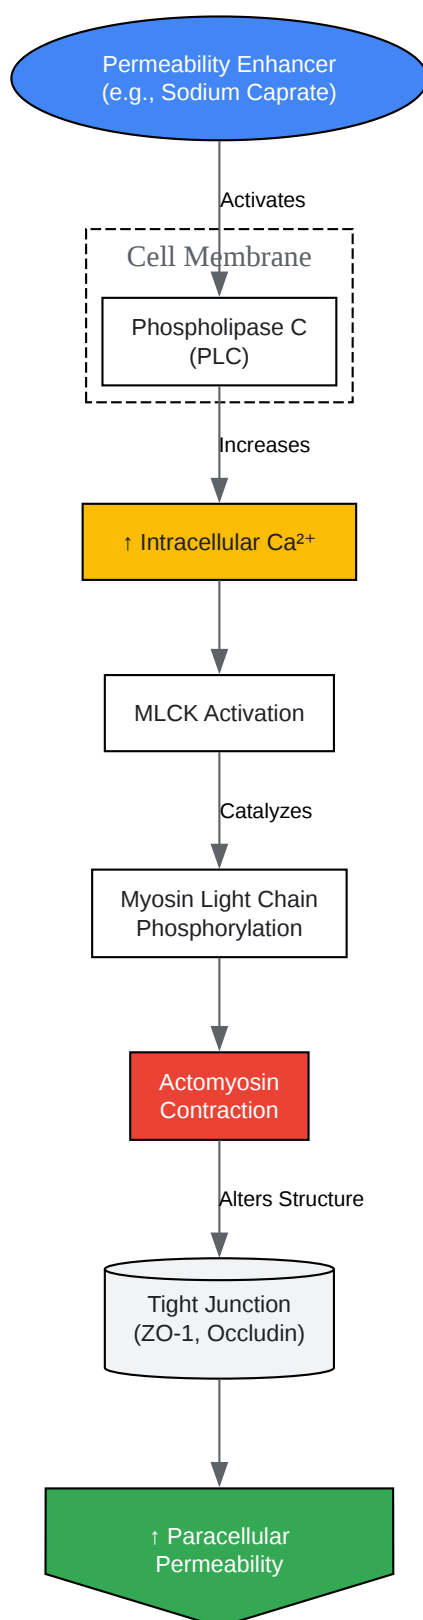 Permeability Enhancer
(e.g., Sodium Caprate)
Activates
Cell Membrane
Phospholipase C
(PLC)
Increases
↑ Intracellular Ca²⁺
MLCK Activation
Catalyzes
Myosin Light Chain
Phosphorylation
Actomyosin
Contraction
Alters Structure
Tight Junction
(ZO-1, Occludin)
↑ Paracellular
Permeability